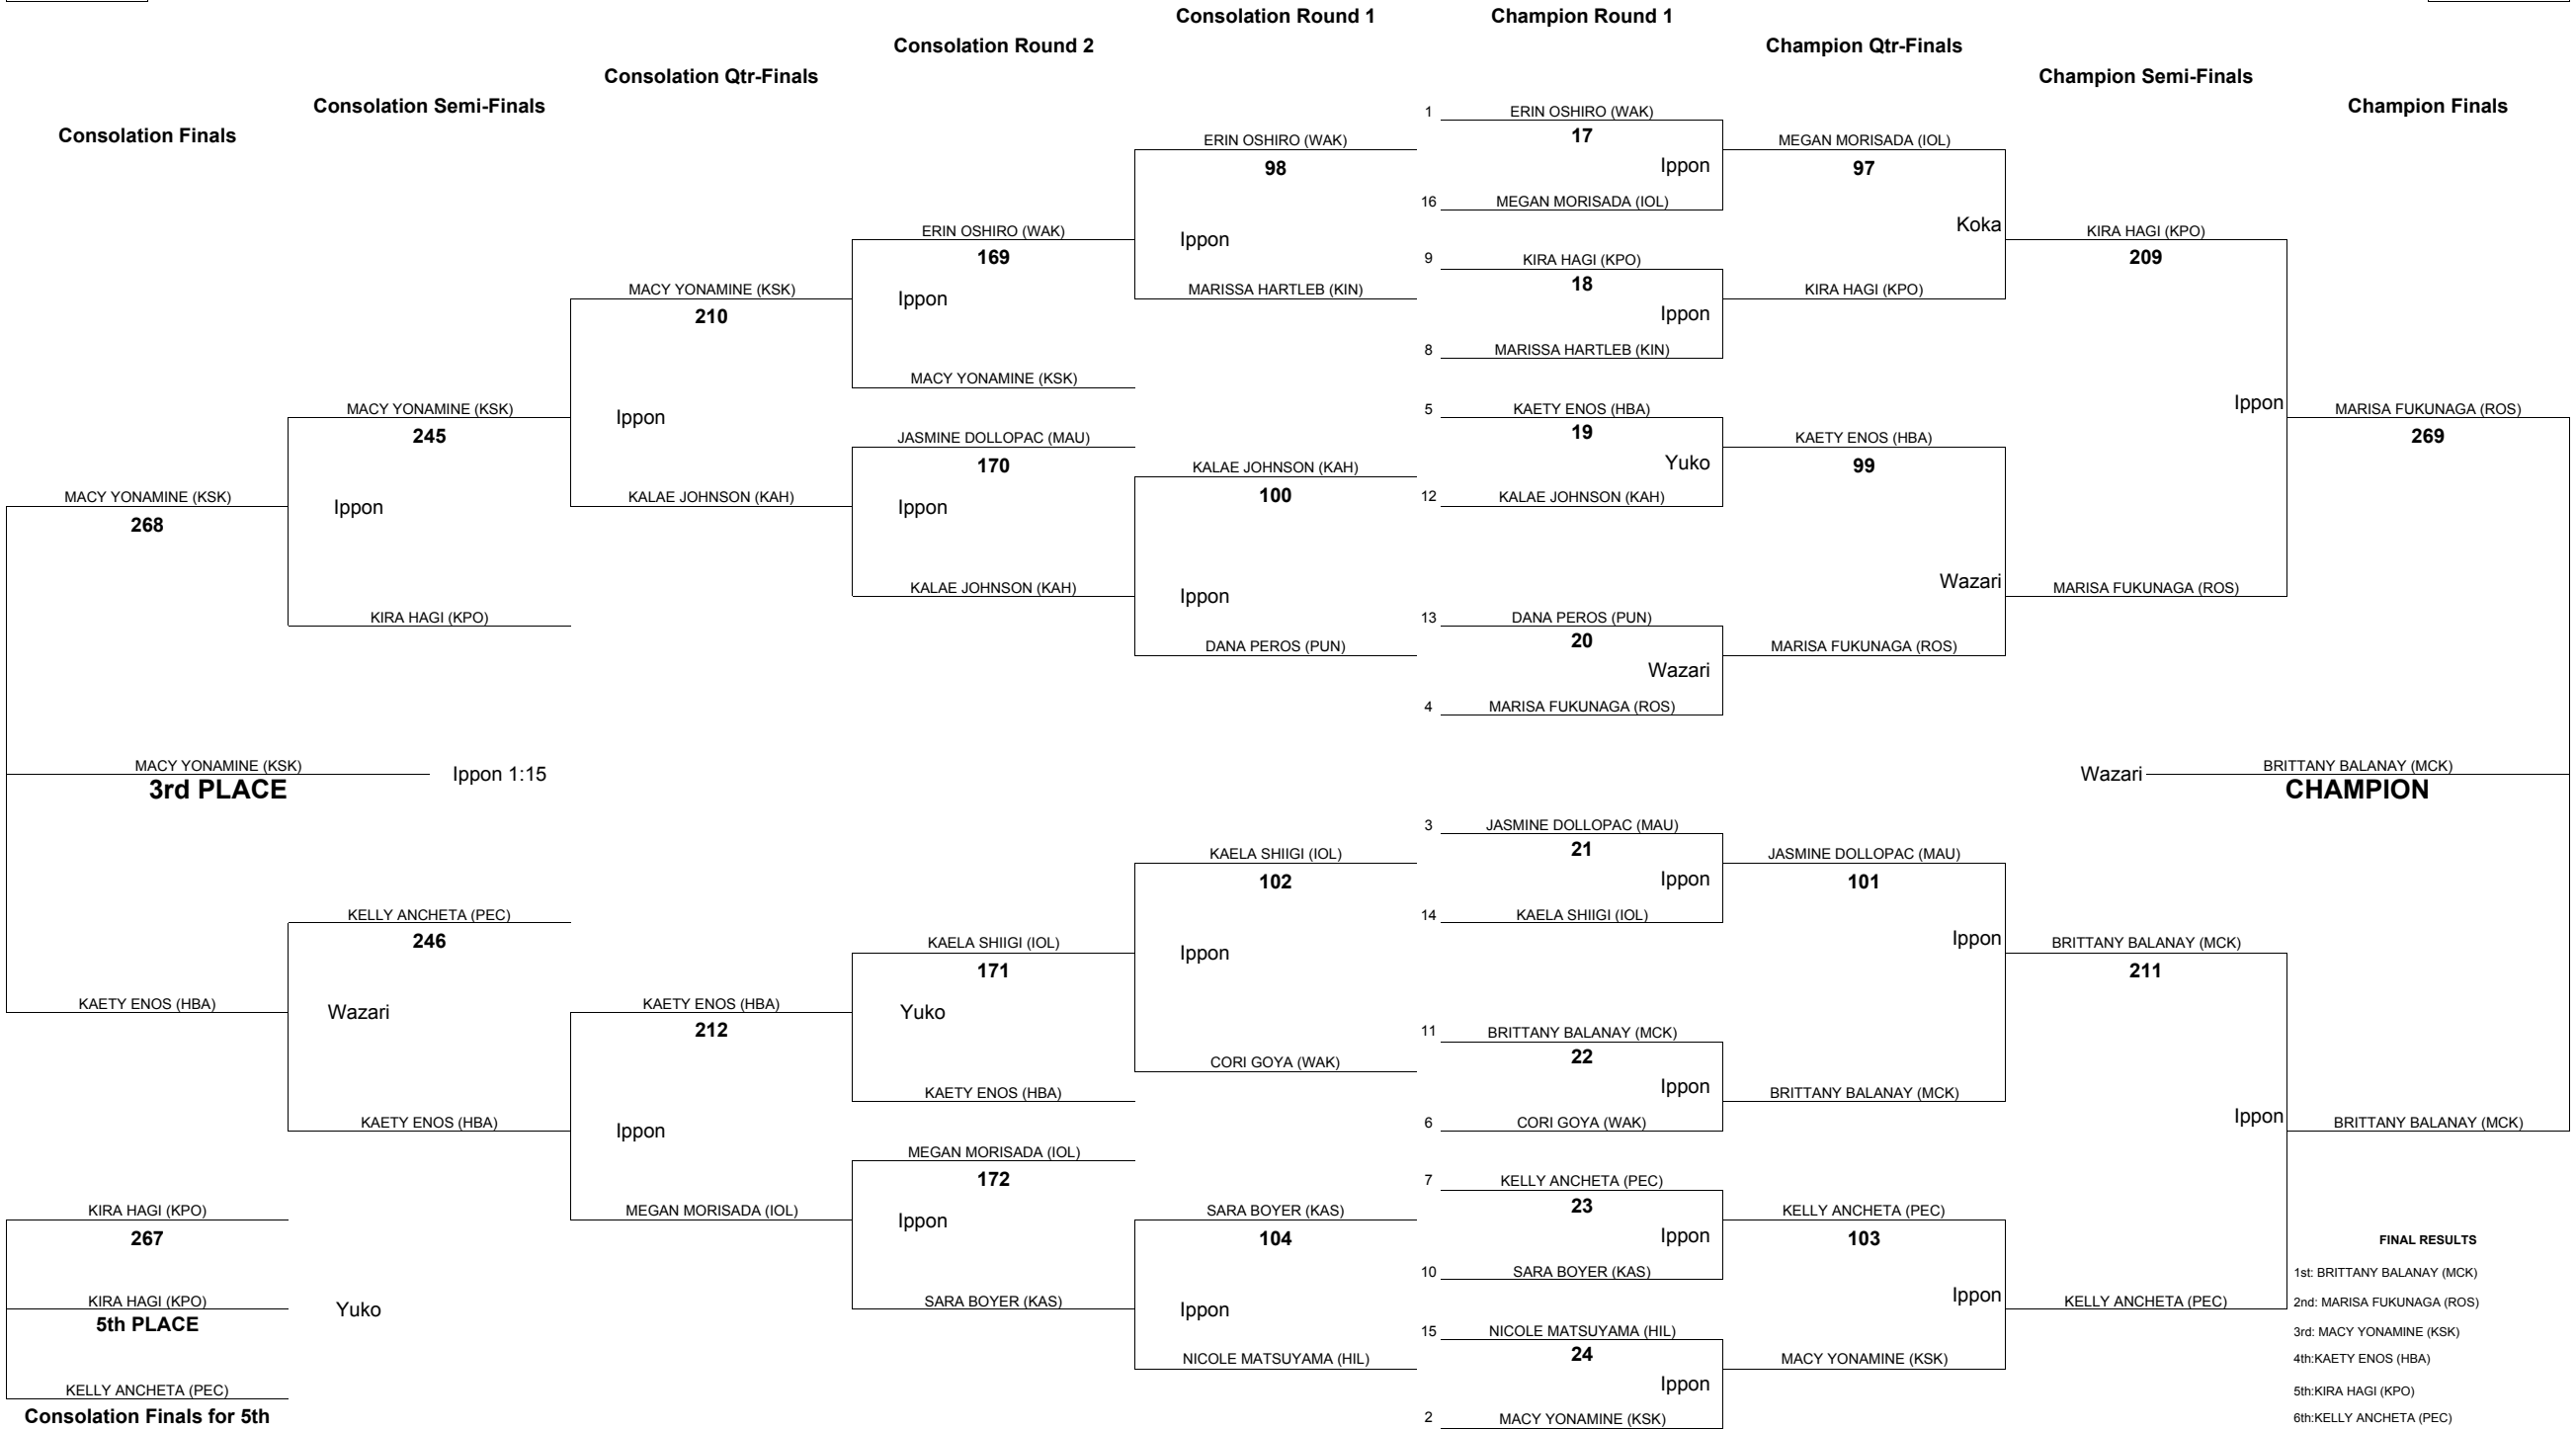 Consolation Round 1
Champion Round 1
Consolation Round 2
Champion Qtr-Finals
Consolation Qtr-Finals
Champion Semi-Finals
Consolation Semi-Finals
Champion Finals
Consolation Finals
1 ERIN OSHIRO (WAK)
17
Ippon
16 MEGAN MORISADA (IOL)
9 KIRA HAGI (KPO)
18
Ippon
8 MARISSA HARTLEB (KIN)
5 KAETY ENOS (HBA)
19
Yuko
12 KALAE JOHNSON (KAH)
13 DANA PEROS (PUN)
20
Wazari
4 MARISA FUKUNAGA (ROS)
3 JASMINE DOLLOPAC (MAU)
21
Ippon
14 KAELA SHIIGI (IOL)
11 BRITTANY BALANAY (MCK)
22
Ippon
6 CORI GOYA (WAK)
7 KELLY ANCHETA (PEC)
23
Ippon
10 SARA BOYER (KAS)
15 NICOLE MATSUYAMA (HIL)
24
Ippon
2 MACY YONAMINE (KSK)
MEGAN MORISADA (IOL)
97
Koka
KIRA HAGI (KPO)
KAETY ENOS (HBA)
99
Wazari
MARISA FUKUNAGA (ROS)
JASMINE DOLLOPAC (MAU)
101
Ippon
BRITTANY BALANAY (MCK)
KELLY ANCHETA (PEC)
103
Ippon
MACY YONAMINE (KSK)
KIRA HAGI (KPO)
209
Ippon
MARISA FUKUNAGA (ROS)
BRITTANY BALANAY (MCK)
211
Ippon
KELLY ANCHETA (PEC)
MARISA FUKUNAGA (ROS)
269
Wazari
BRITTANY BALANAY (MCK)
CHAMPION
BRITTANY BALANAY (MCK)
ERIN OSHIRO (WAK)
98
Ippon
MARISSA HARTLEB (KIN)
KALAE JOHNSON (KAH)
100
Ippon
DANA PEROS (PUN)
KAELA SHIIGI (IOL)
102
Ippon
CORI GOYA (WAK)
SARA BOYER (KAS)
104
Ippon
NICOLE MATSUYAMA (HIL)
ERIN OSHIRO (WAK)
169
Ippon
MACY YONAMINE (KSK)
JASMINE DOLLOPAC (MAU)
170
Ippon
KALAE JOHNSON (KAH)
KAELA SHIIGI (IOL)
171
Yuko
KAETY ENOS (HBA)
MEGAN MORISADA (IOL)
172
Ippon
SARA BOYER (KAS)
MACY YONAMINE (KSK)
210
Ippon
KALAE JOHNSON (KAH)
KAETY ENOS (HBA)
212
Ippon
MEGAN MORISADA (IOL)
MACY YONAMINE (KSK)
245
Ippon
KIRA HAGI (KPO)
KELLY ANCHETA (PEC)
246
Wazari
KAETY ENOS (HBA)
MACY YONAMINE (KSK)
268
MACY YONAMINE (KSK)
3rd PLACE
Ippon 1:15
KAETY ENOS (HBA)
KIRA HAGI (KPO)
267
KIRA HAGI (KPO)
5th PLACE
Yuko
KELLY ANCHETA (PEC)
Consolation Finals for 5th
FINAL RESULTS
1st: BRITTANY BALANAY (MCK)
2nd: MARISA FUKUNAGA (ROS)
3rd: MACY YONAMINE (KSK)
4th:KAETY ENOS (HBA)
5th:KIRA HAGI (KPO)
6th:KELLY ANCHETA (PEC)